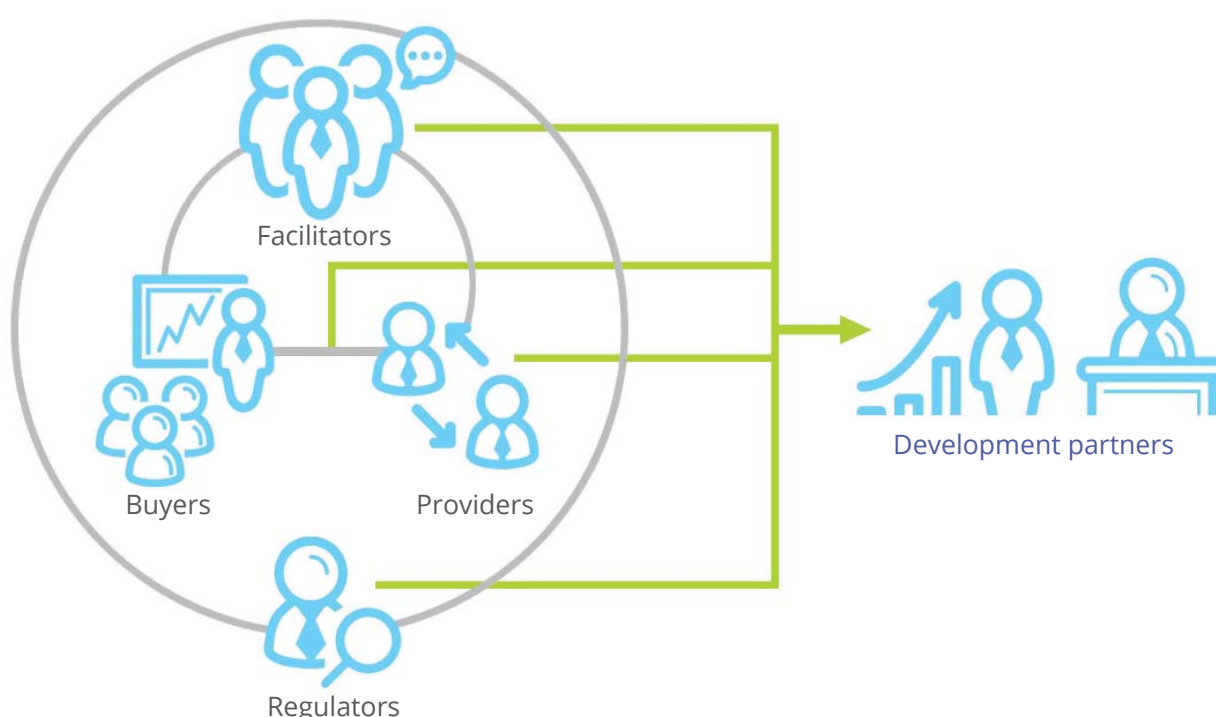 Facilitators
Development partners
Buyers
Providers
Regulators